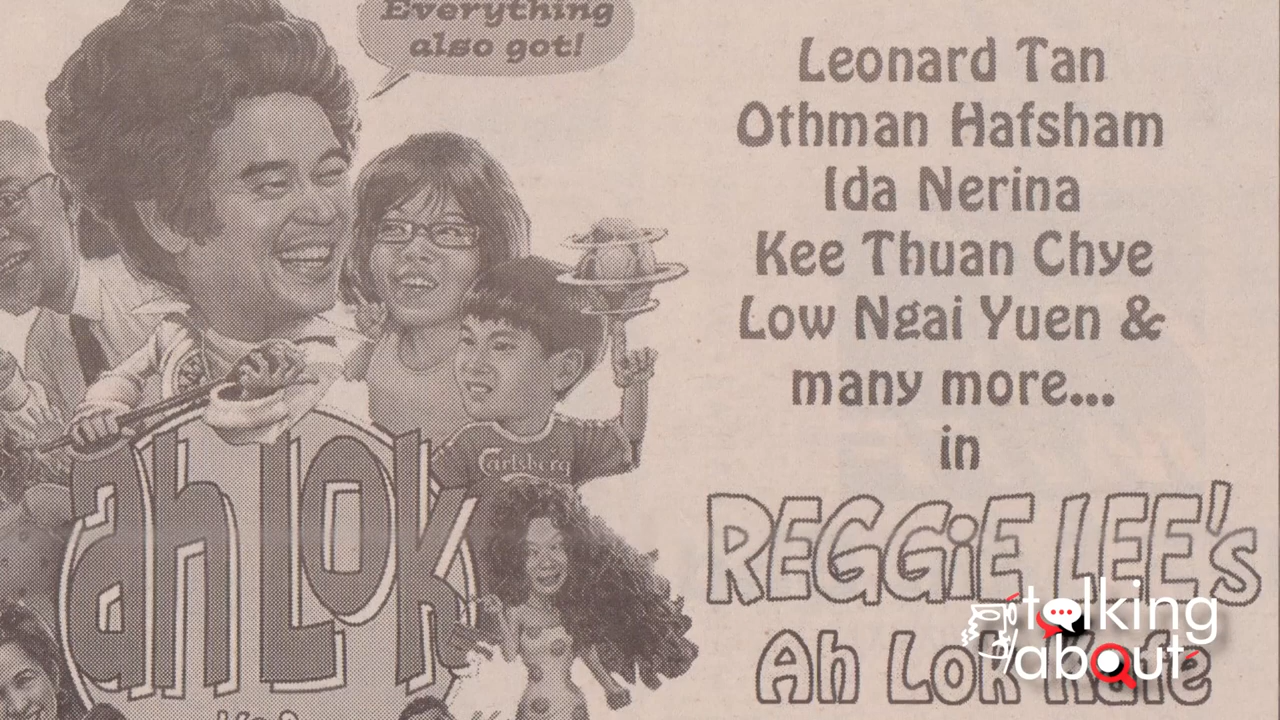 Everything
also got!
Leonard Tan
Othman Hafsham
Ida Nerina
Kee Thuan Chye
Low Ngai Yuen &
many more...
in
REGGiE LEE's
Ah Lok Kafe
Carlsberg
ah Lok
talking
about